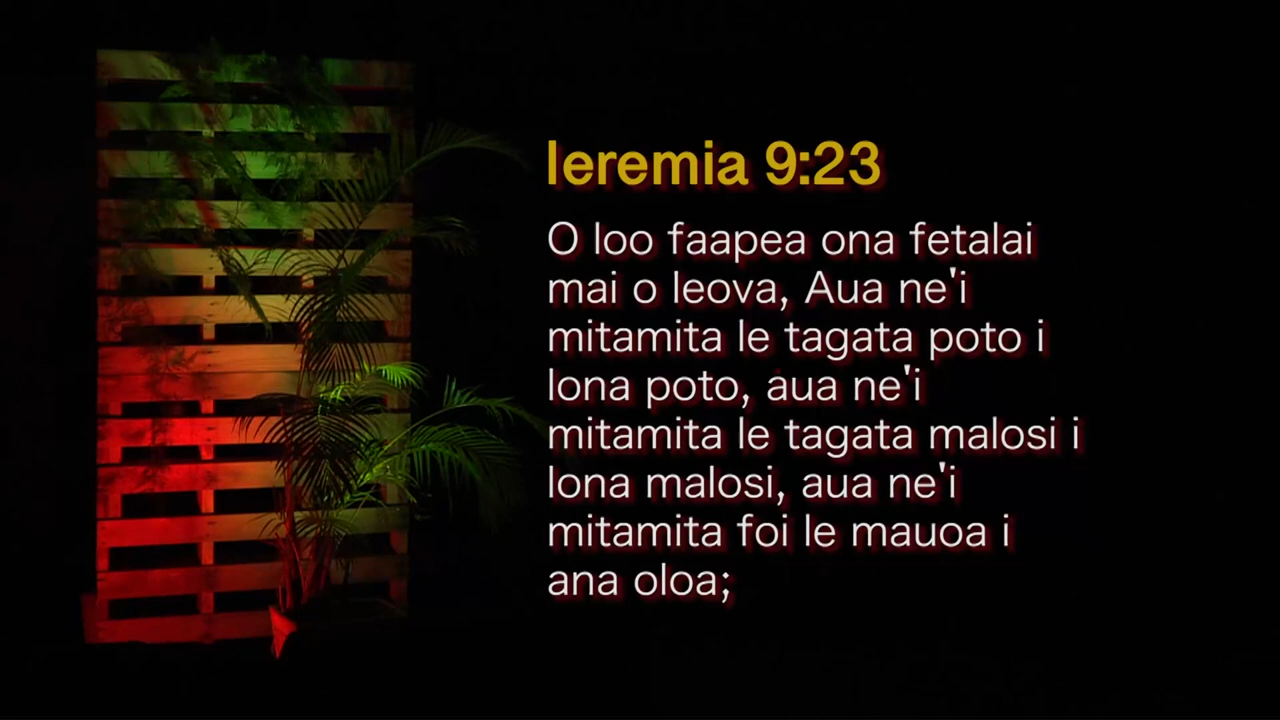 Ieremia 9:23
O loo faapea ona fetalai
mai o Ieova, Aua ne'i
mitamita le tagata poto i
lona poto, aua ne'i
mitamita le tagata malosi i
lona malosi, aua ne'i
mitamita foi le mauoa i
ana oloa;